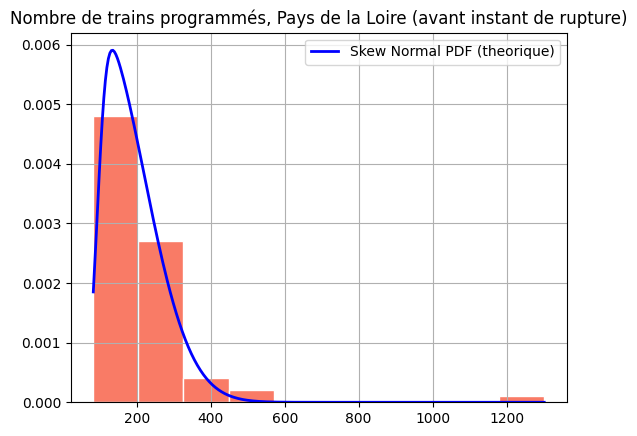 Nombre de trains programmés, Pays de la Loire (avant instant de rupture)
Skew Normal PDF (theorique)
0.006
0.005
0.004
0.003
0.002
0.001
0.000
200 400 600 800 1000 1200